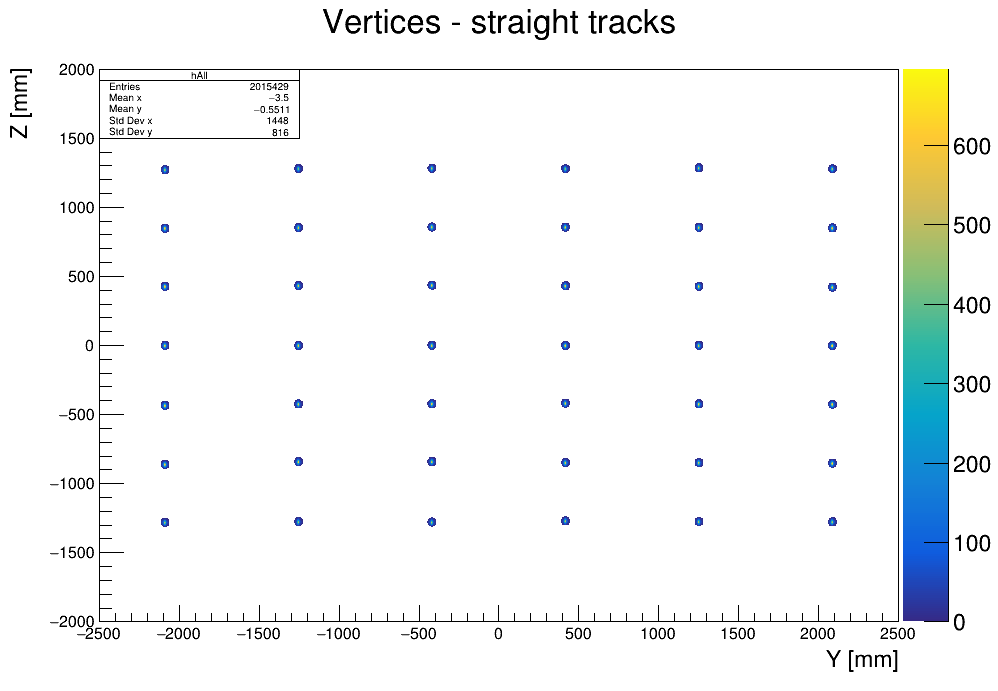 Vertices - straight tracks
Z [mm]
hAll
Entries 2015429
Mean x −3.5
Mean y −0.5511
Std Dev x 1448
Std Dev y 816
2000
1500
1000
500
0
−500
−1000
−1500
−2000
−2500 −2000 −1500 −1000 −500 0 500 1000 1500 2000 2500
Y [mm]
600
500
400
300
200
100
0